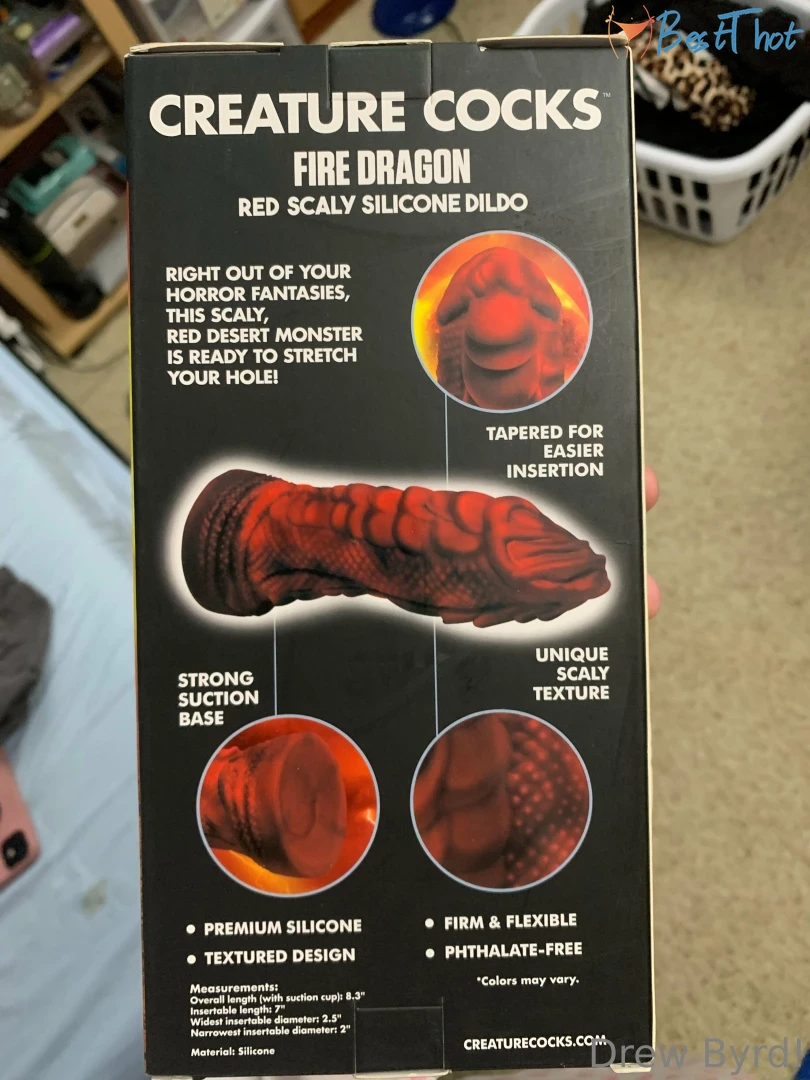 BestThot
CREATURE COCKS™
FIRE DRAGON
RED SCALY SILICONE DILDO
RIGHT OUT OF YOUR
HORROR FANTASIES,
THIS SCALY,
RED DESERT MONSTER
IS READY TO STRETCH
YOUR HOLE!
TAPERED FOR
EASIER
INSERTION
STRONG
SUCTION
BASE
UNIQUE
SCALY
TEXTURE
• PREMIUM SILICONE
• TEXTURED DESIGN
• FIRM & FLEXIBLE
• PHTHALATE-FREE
*Colors may vary.
Measurements:
Overall length (with suction cup): 8.3"
Insertable length: 7"
Widest insertable diameter: 2.5"
Narrowest insertable diameter: 2"
Material: Silicone
CREATURECOCKS.COM
Drew Byrd!